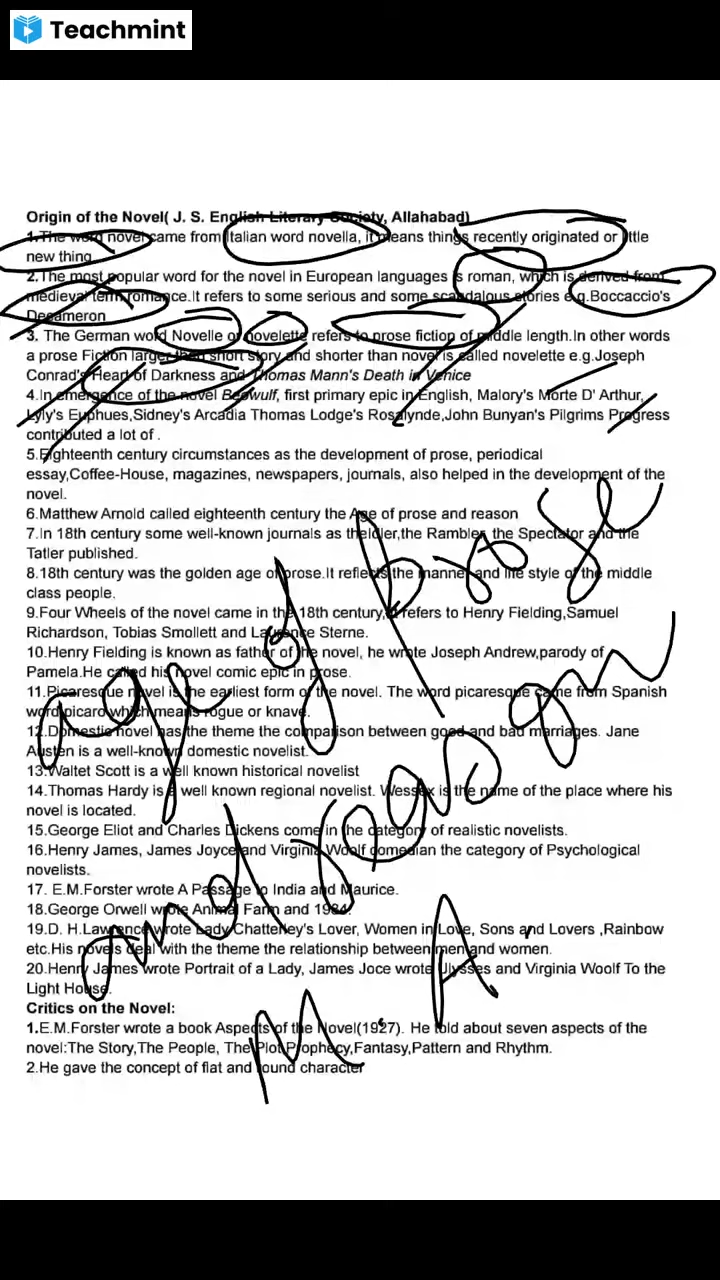 Teachmint
Origin of the Novel( J. S. English Literary Society, Allahabad)
1.The word novel came from Italian word novella, it means things recently originated or little
new thing
2.The most popular word for the novel in European languages is roman, which is derived from
medieval term romance.It refers to some serious and some scandalous stories e.g.Boccaccio's
Decameron
3. The German word Novelle or novelette refers to prose fiction of middle length.In other words
a prose Fiction larger than short story and shorter than novel is called novelette e.g.Joseph
Conrad's Heart of Darkness and Thomas Mann's Death in Venice
4.In emergence of the novel Beowulf, first primary epic in English, Malory's Morte D' Arthur,
Lyly's Euphues,Sidney's Arcadia Thomas Lodge's Rosalynde,John Bunyan's Pilgrims Progress
contributed a lot of .
5.Eighteenth century circumstances as the development of prose, periodical
essay,Coffee-House, magazines, newspapers, journals, also helped in the development of the
novel.
6.Matthew Arnold called eighteenth century the Age of prose and reason
7.In 18th century some well-known journals as the Idler,the Rambler, the Spectator and the
Tatler published.
8.18th century was the golden age of prose.It reflects the manner and life style of the middle
class people.
9.Four Wheels of the novel came in the 18th century,it refers to Henry Fielding,Samuel
Richardson, Tobias Smollett and Laurence Sterne.
10.Henry Fielding is known as father of the novel, he wrote Joseph Andrew,parody of
Pamela.He called his novel comic epic in prose.
11.Picaresque novel is the earliest form of the novel. The word picaresque came from Spanish
word picaro which means rogue or knave.
12.Domestic novel has the theme the comparison between good and bad marriages. Jane
Austen is a well-known domestic novelist.
13.Waltet Scott is a well known historical novelist
14.Thomas Hardy is a well known regional novelist. Wessex is the name of the place where his
novel is located.
15.George Eliot and Charles Dickens come in the category of realistic novelists.
16.Henry James, James Joyce and Virginia Woolf comedian the category of Psychological
novelists.
17. E.M.Forster wrote A Passage to India and Maurice.
18.George Orwell wrote Animal Farm and 1984.
19.D. H.Lawrence wrote Lady Chatterley's Lover, Women in Love, Sons and Lovers ,Rainbow
etc.His novels deal with the theme the relationship between men and women.
20.Henry James wrote Portrait of a Lady, James Joce wrote Ulysses and Virginia Woolf To the
Light House.
Critics on the Novel:
1.E.M.Forster wrote a book Aspects of the Novel(1927). He told about seven aspects of the
novel:The Story,The People, The Plot,Prophecy,Fantasy,Pattern and Rhythm.
2.He gave the concept of flat and round character
age of prose
and reason
M A